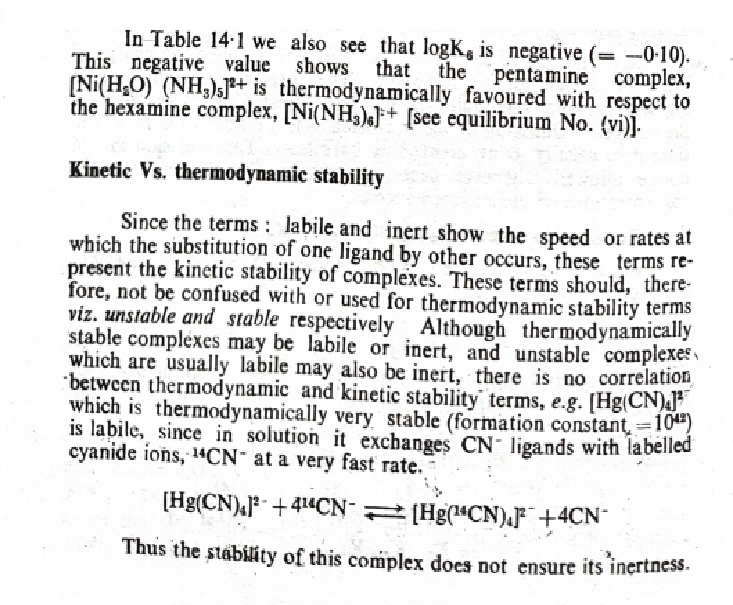 In Table 14·1 we also see that logK₆ is negative (= —0·10).
This negative value shows that the pentamine complex,
[Ni(H₂O) (NH₃)₅]²⁺ is thermodynamically favoured with respect to
the hexamine complex, [Ni(NH₃)₆]²⁺ [see equilibrium No. (vi)].
Kinetic Vs. thermodynamic stability
Since the terms : labile and inert show the speed or rates at
which the substitution of one ligand by other occurs, these terms re-
present the kinetic stability of complexes. These terms should, there-
fore, not be confused with or used for thermodynamic stability terms
viz. unstable and stable respectively Although thermodynamically
stable complexes may be labile or inert, and unstable complexes
which are usually labile may also be inert, there is no correlation
between thermodynamic and kinetic stability terms, e.g. [Hg(CN)₄]²⁻
which is thermodynamically very stable (formation constant, =10⁴²)
is labile, since in solution it exchanges CN⁻ ligands with labelled
cyanide ions, ¹⁴CN⁻ at a very fast rate.
[Hg(CN)₄]²⁻ +4¹⁴CN⁻ ⇌ [Hg(¹⁴CN)₄]²⁻ +4CN⁻
Thus the stability of this complex does not ensure its inertness.